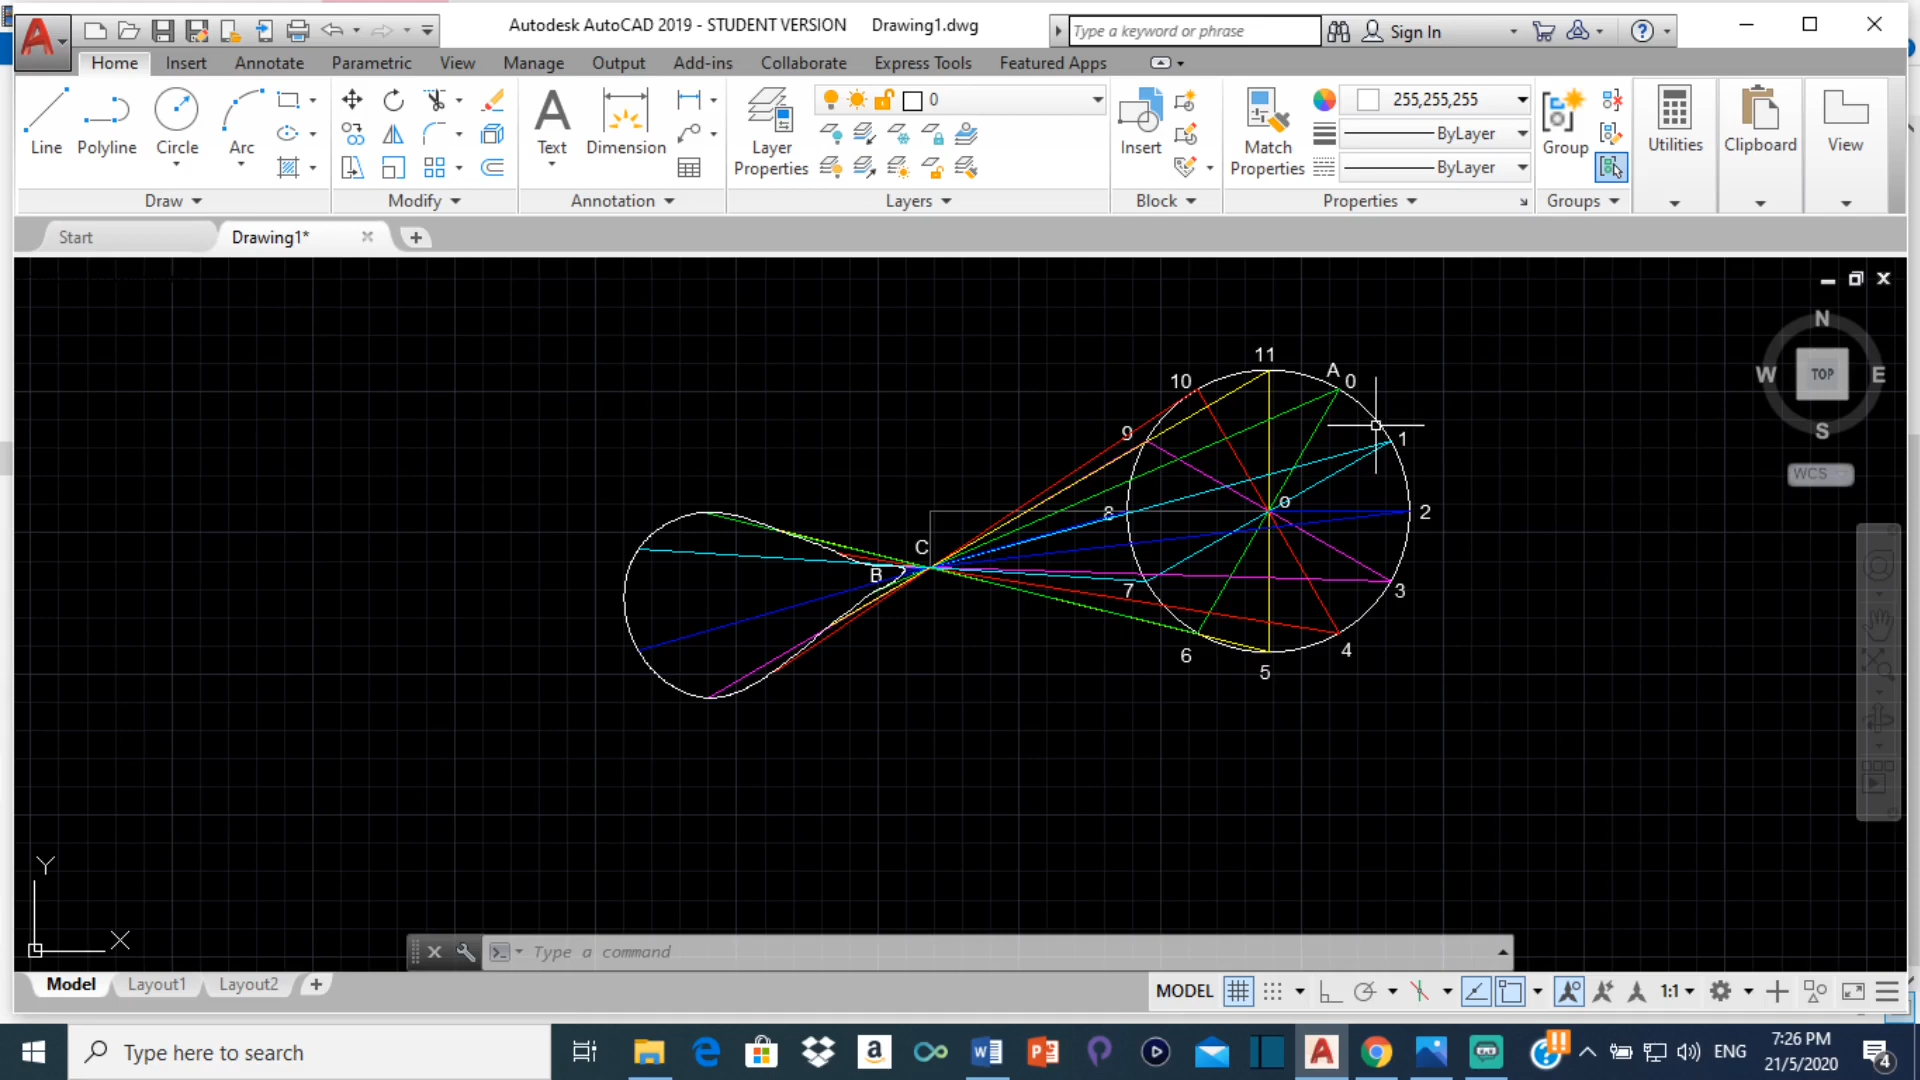 Autodesk AutoCAD 2019 - STUDENT VERSION Drawing1.dwg
Type a keyword or phrase
Sign In
Home Insert Annotate Parametric View Manage Output Add-ins Collaborate Express Tools Featured Apps
0
255,255,255
ByLayer
ByLayer
Line Polyline Circle Arc
Text Dimension
Layer Properties
Insert
Match Properties
Group
Utilities
Clipboard
View
Draw Modify Annotation Layers Block Properties Groups
Start Drawing1*
N
W TOP E
S
WCS
11
10 A 0
9 1
8 o 2
C
B 7 3
6 4
5
Y
X
Type a command
Model Layout1 Layout2
MODEL 1:1
Type here to search
ENG
7:26 PM
21/5/2020
4